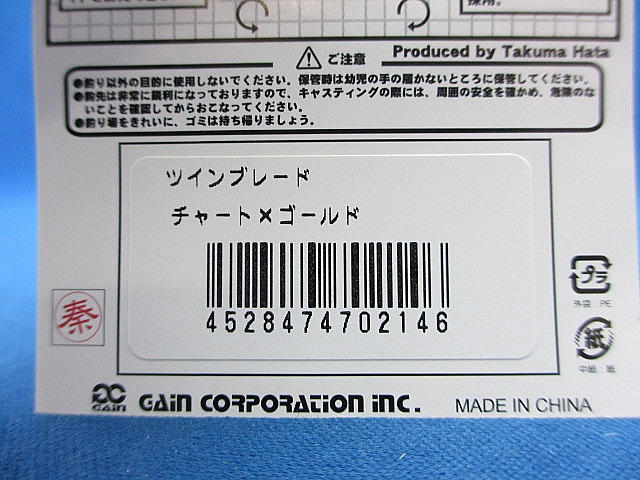 採用。
ご注意
Produced by Takuma Hata
●釣り以外の目的に使用しないでください。保管時は幼児の手の届かないところに保管してください。
●鈎先は非常に鋭利になっておりますので、キャスティングの際には、周囲の安全を確かめ、危険のな
いことを確認してからおこなってください。
●釣り場をきれいに、ゴミは持ち帰りましょう。
ツインブレード
チャート×ゴールド
4528474702146
プラ
外袋：PE
秦
紙
中紙：紙
GAIN
GAIN CORPORATION INC.
MADE IN CHINA